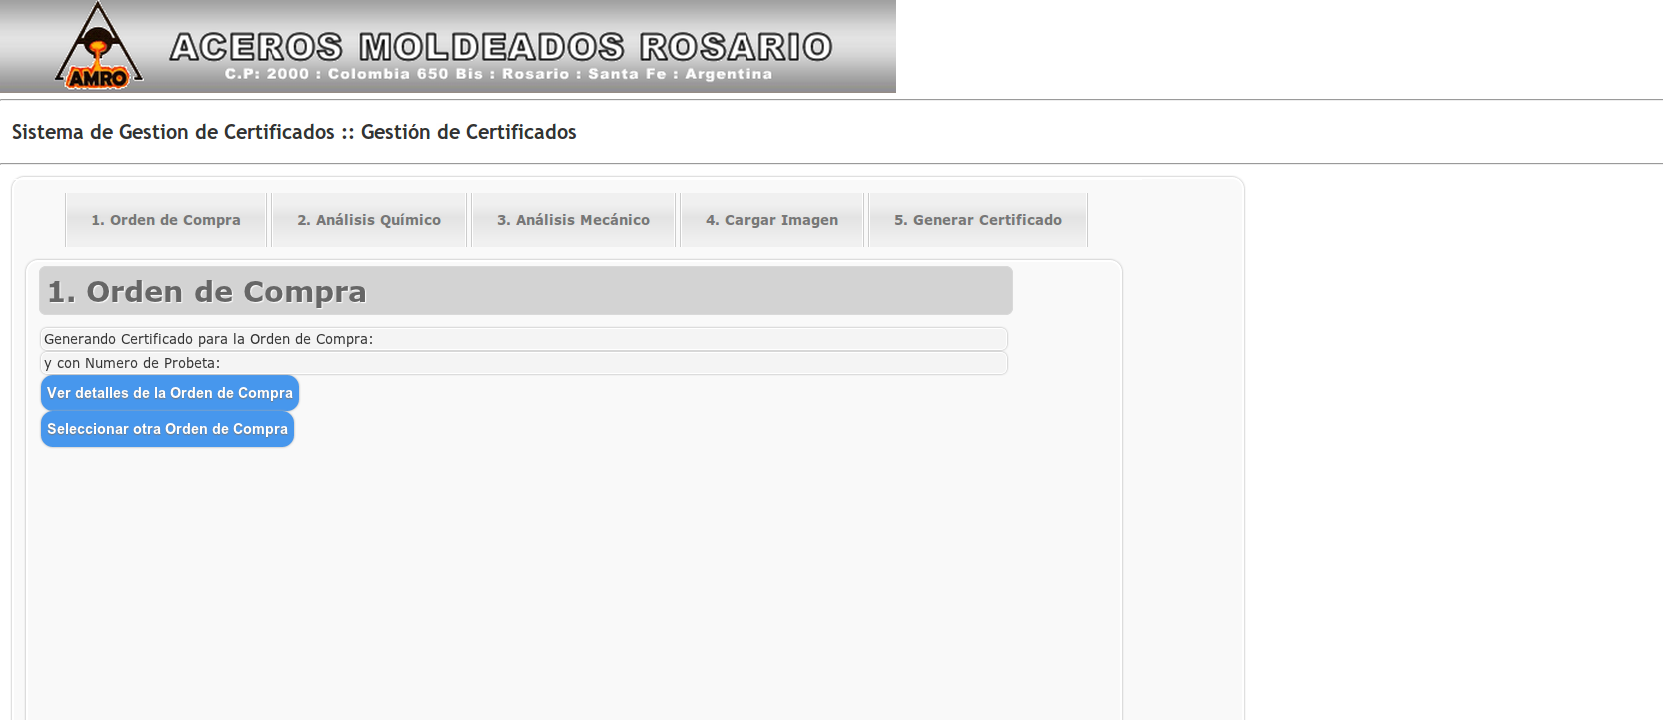 AMRO
ACEROS MOLDEADOS ROSARIO
C.P: 2000 : Colombia 650 Bis : Rosario : Santa Fe : Argentina
Sistema de Gestion de Certificados :: Gestión de Certificados
1. Orden de Compra
2. Análisis Químico
3. Análisis Mecánico
4. Cargar Imagen
5. Generar Certificado
1. Orden de Compra
Generando Certificado para la Orden de Compra:
y con Numero de Probeta:
Ver detalles de la Orden de Compra
Seleccionar otra Orden de Compra